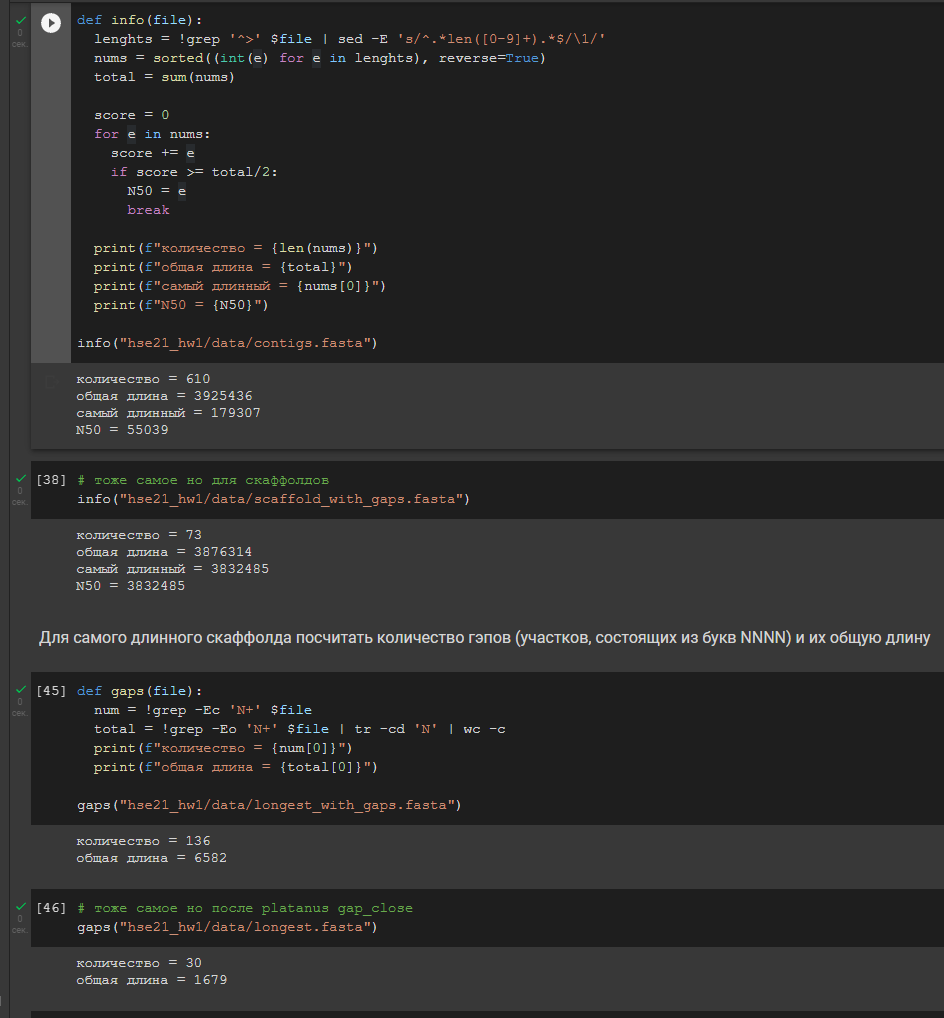 def info(file):
lenghts = !grep '^>' $file | sed -E 's/^.*len([0-9]+).*$/\1/'
nums = sorted((int(e) for e in lenghts), reverse=True)
total = sum(nums)
score = 0
for e in nums:
score += e
if score >= total/2:
N50 = e
break
print(f"количество = {len(nums)}")
print(f"общая длина = {total}")
print(f"самый длинный = {nums[0]}")
print(f"N50 = {N50}")
info("hse21_hw1/data/contigs.fasta")
0
сек.
количество = 610
общая длина = 3925436
самый длинный = 179307
N50 = 55039
[38] # тоже самое но для скаффолдов
info("hse21_hw1/data/scaffold_with_gaps.fasta")
0
сек.
количество = 73
общая длина = 3876314
самый длинный = 3832485
N50 = 3832485
Для самого длинного скаффолда посчитать количество гэпов (участков, состоящих из букв NNNN) и их общую длину
[45] def gaps(file):
num = !grep -Ec 'N+' $file
total = !grep -Eo 'N+' $file | tr -cd 'N' | wc -c
print(f"количество = {num[0]}")
print(f"общая длина = {total[0]}")
gaps("hse21_hw1/data/longest_with_gaps.fasta")
0
сек.
количество = 136
общая длина = 6582
[46] # тоже самое но после platanus gap_close
gaps("hse21_hw1/data/longest.fasta")
0
сек.
количество = 30
общая длина = 1679